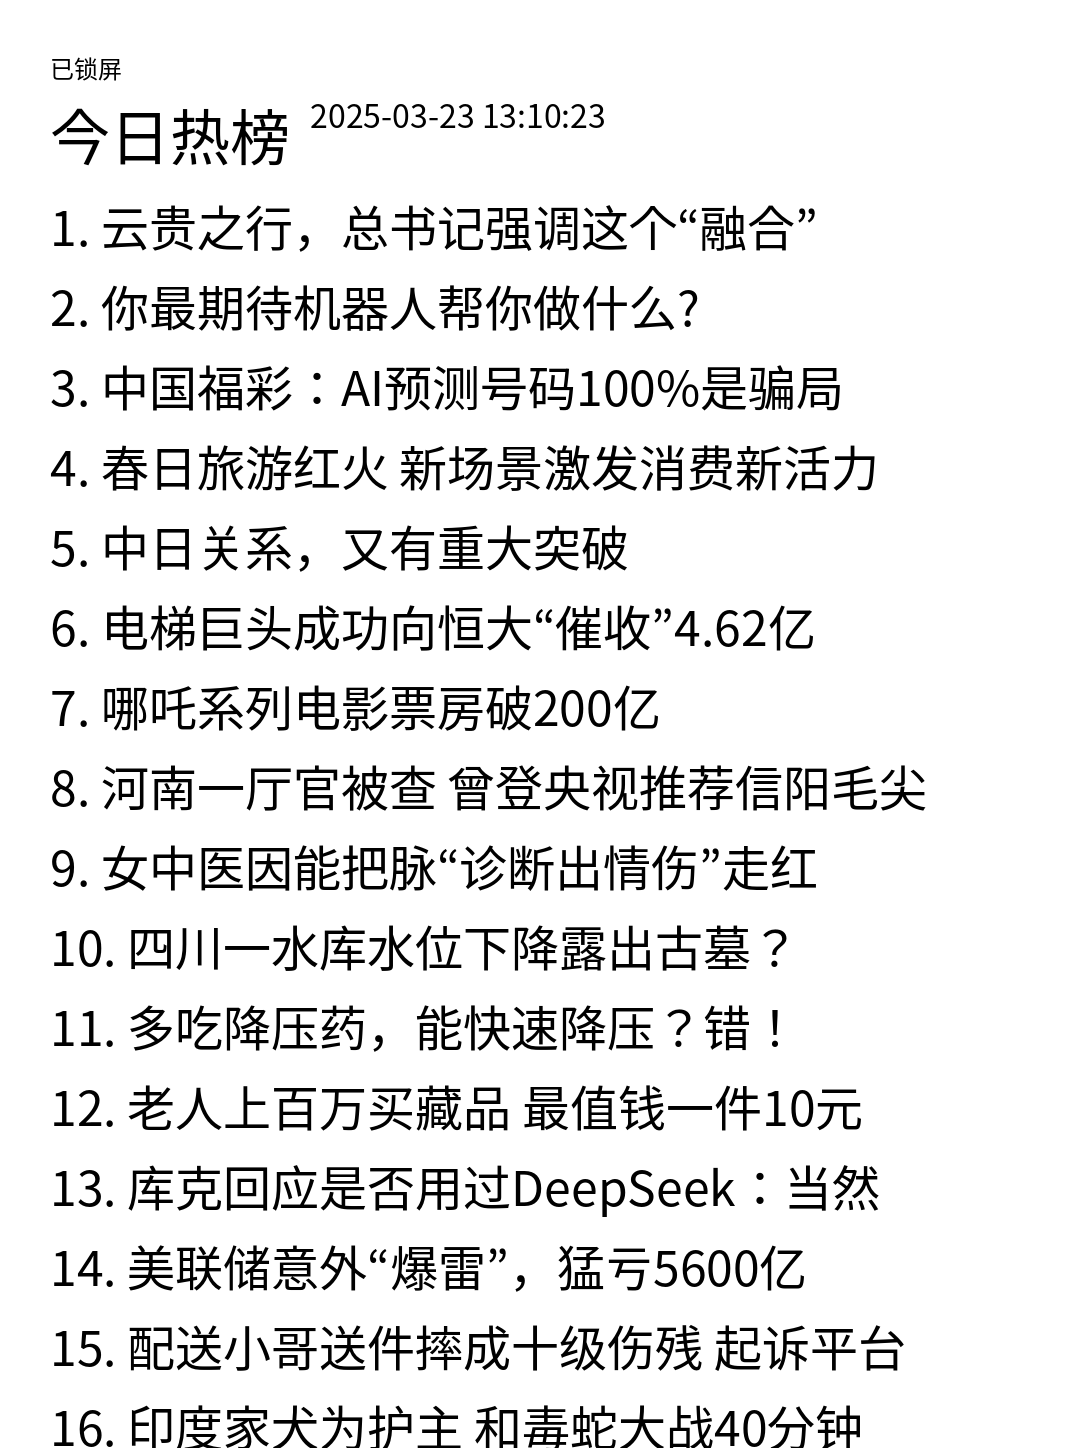 已锁屏
今日热榜 2025-03-23 13:10:23
1. 云贵之行，总书记强调这个“融合”
2. 你最期待机器人帮你做什么?
3. 中国福彩：AI预测号码100%是骗局
4. 春日旅游红火 新场景激发消费新活力
5. 中日关系，又有重大突破
6. 电梯巨头成功向恒大“催收”4.62亿
7. 哪吒系列电影票房破200亿
8. 河南一厅官被查 曾登央视推荐信阳毛尖
9. 女中医因能把脉“诊断出情伤”走红
10. 四川一水库水位下降露出古墓？
11. 多吃降压药，能快速降压？错！
12. 老人上百万买藏品 最值钱一件10元
13. 库克回应是否用过DeepSeek：当然
14. 美联储意外“爆雷”，猛亏5600亿
15. 配送小哥送件摔成十级伤残 起诉平台
16. 印度家犬为护主 和毒蛇大战40分钟